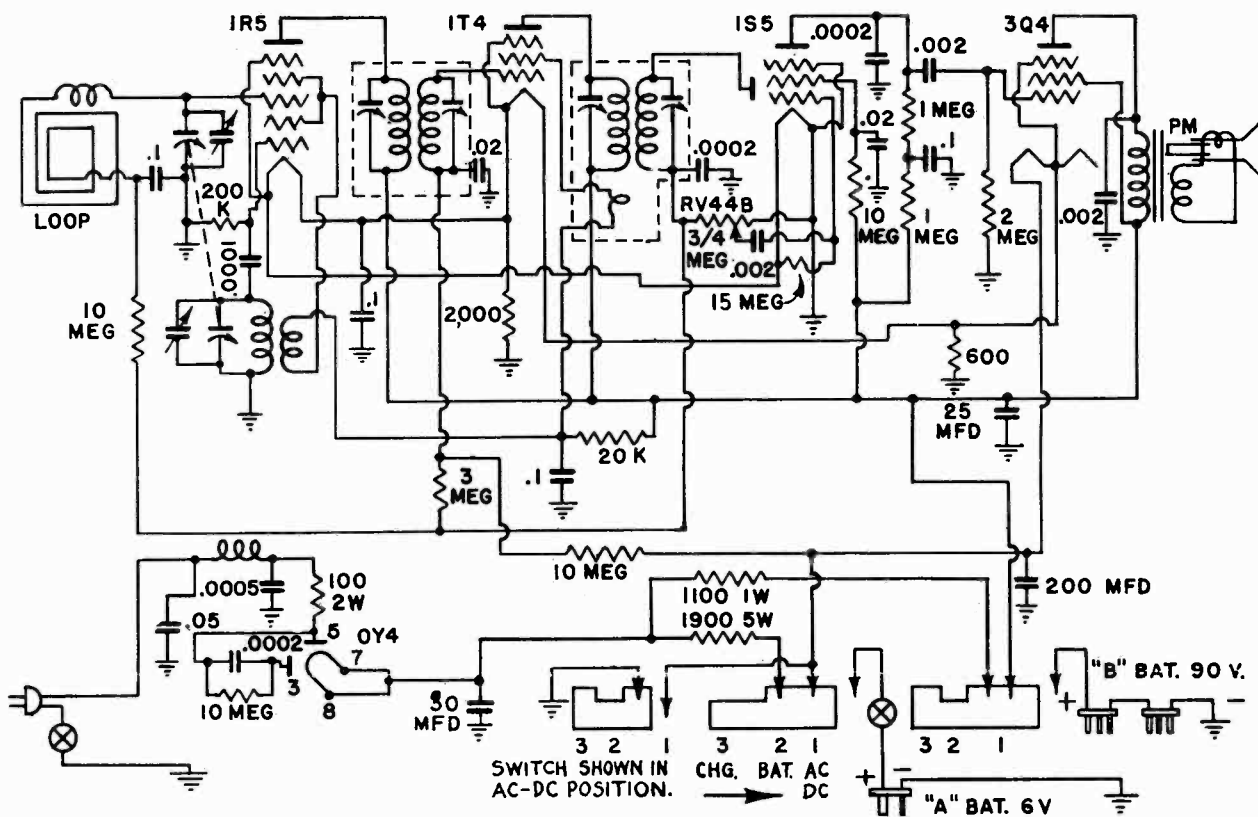 1R5
1T4
1S5
3Q4
.0002
.002
LOOP
.1
200
K
.0001
10
MEG
.02
.1
2,000
.0002
RV44B
3/4
MEG
.002
15 MEG
.02
10
MEG
1 MEG
.1
1
MEG
2
MEG
.002
PM
600
25
MFD
20 K
.1
3
MEG
10 MEG
200 MFD
.0005
.05
100
2W
5
OY4
.0002
7
3
8
10 MEG
1100 1W
1900 5W
MFD
3 2 1
3 2 1
3 2 1
SWITCH SHOWN IN
AC-DC POSITION.
CHG. BAT. AC
DC
+ -
"A" BAT. 6V
"B" BAT. 90 V.
+ -